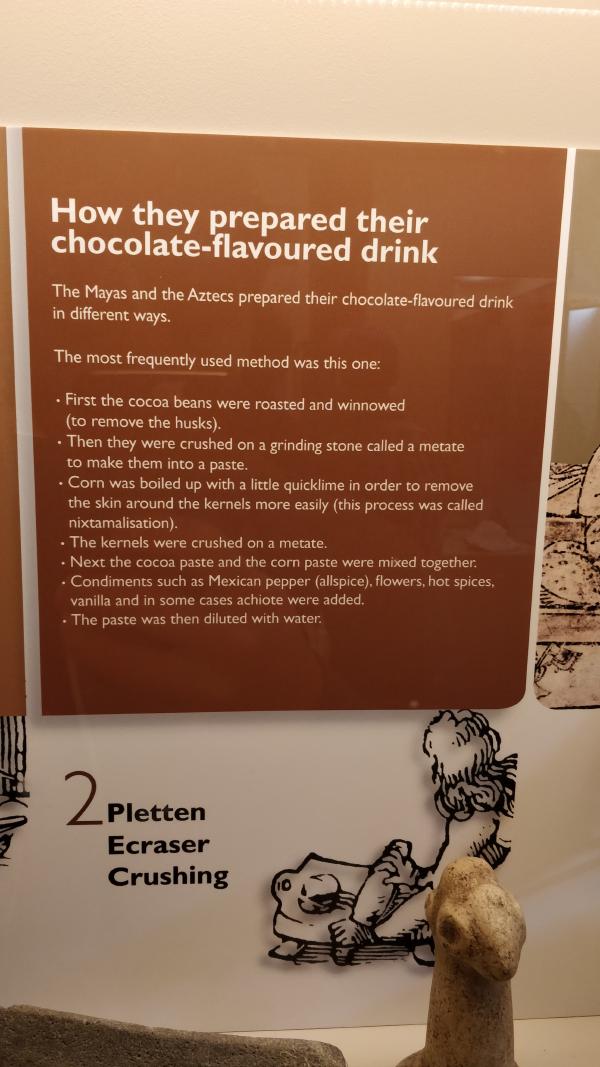 How they prepared their
chocolate-flavoured drink
The Mayas and the Aztecs prepared their chocolate-flavoured drink
in different ways.
The most frequently used method was this one:
• First the cocoa beans were roasted and winnowed
(to remove the husks).
• Then they were crushed on a grinding stone called a metate
to make them into a paste.
• Corn was boiled up with a little quicklime in order to remove
the skin around the kernels more easily (this process was called
nixtamalisation).
• The kernels were crushed on a metate.
• Next the cocoa paste and the corn paste were mixed together.
• Condiments such as Mexican pepper (allspice), flowers, hot spices,
vanilla and in some cases achiote were added.
• The paste was then diluted with water.
2 Pletten
Ecraser
Crushing